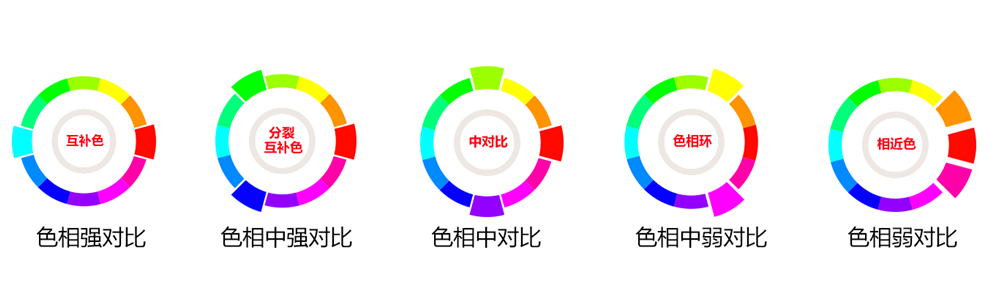 互补色
分裂
互补色
中对比
色相环
相近色
色相强对比
色相中强对比
色相中对比
色相中弱对比
色相弱对比